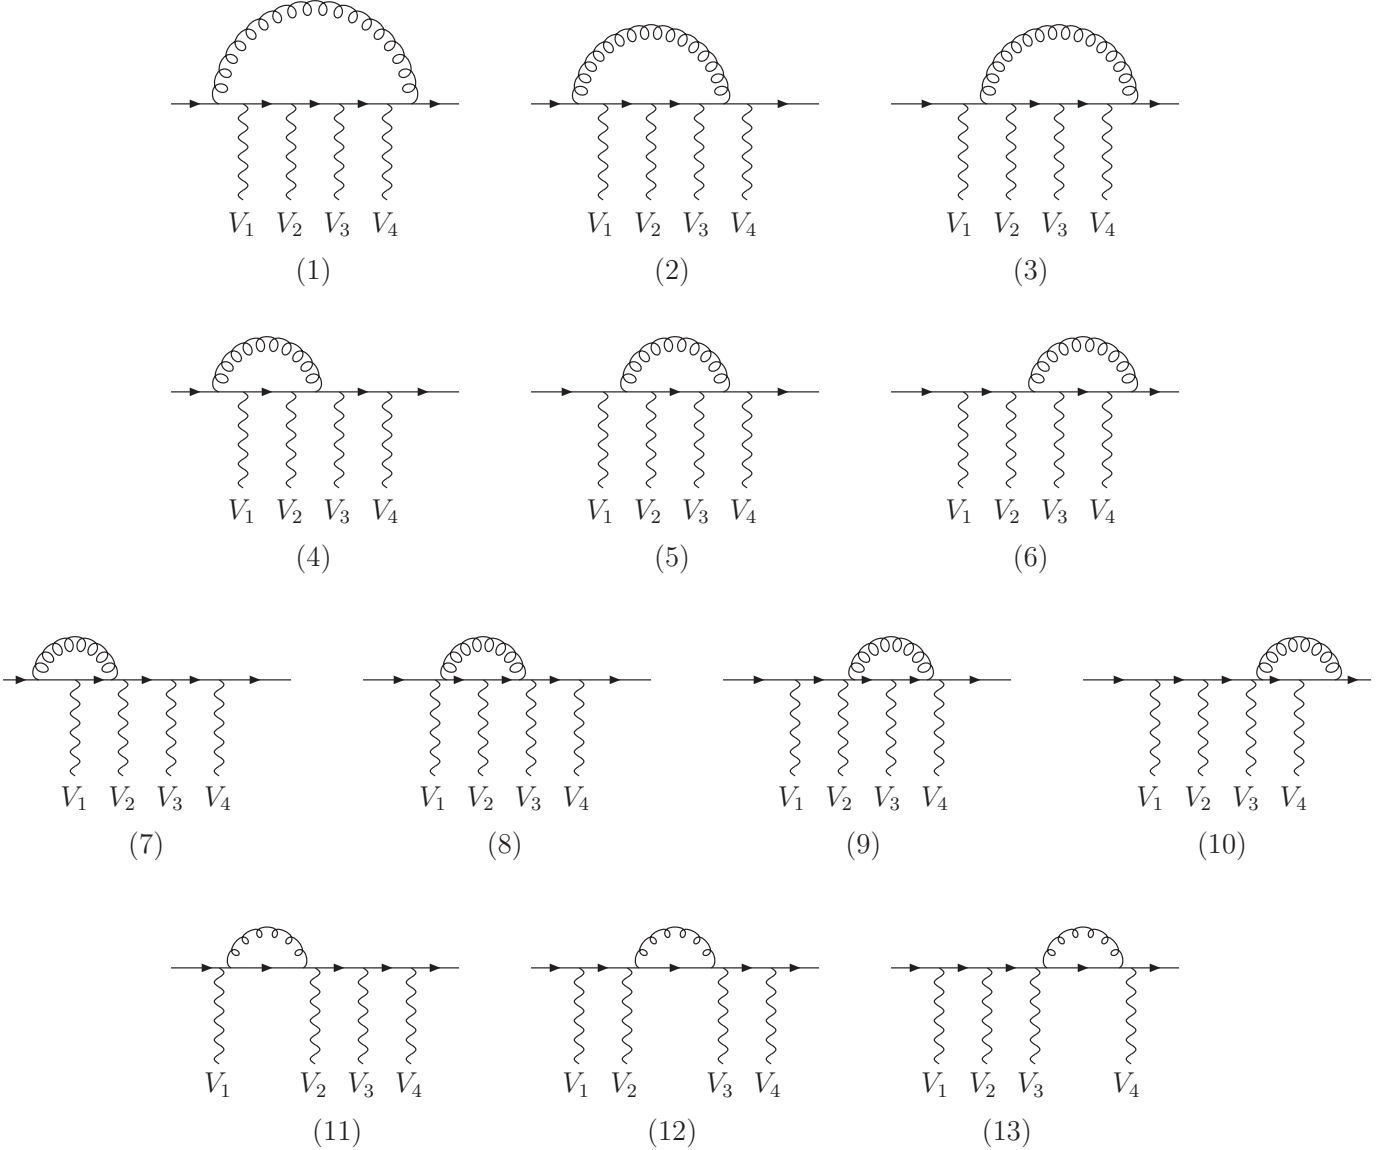 V₁ V₂ V₃ V₄ V₁ V₂ V₃ V₄ V₁ V₂ V₃ V₄
(1) (2) (3)
V₁ V₂ V₃ V₄ V₁ V₂ V₃ V₄ V₁ V₂ V₃ V₄
(4) (5) (6)
V₁ V₂ V₃ V₄ V₁ V₂ V₃ V₄ V₁ V₂ V₃ V₄ V₁ V₂ V₃ V₄
(7) (8) (9) (10)
V₁ V₂ V₃ V₄ V₁ V₂ V₃ V₄ V₁ V₂ V₃ V₄
(11) (12) (13)